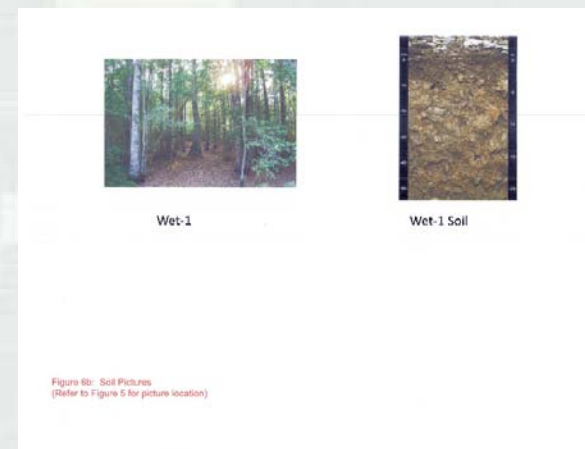 Wet-1
Wet-1 Soil
Figure 6b: Soil Pictures
(Refer to Figure 5 for picture location)